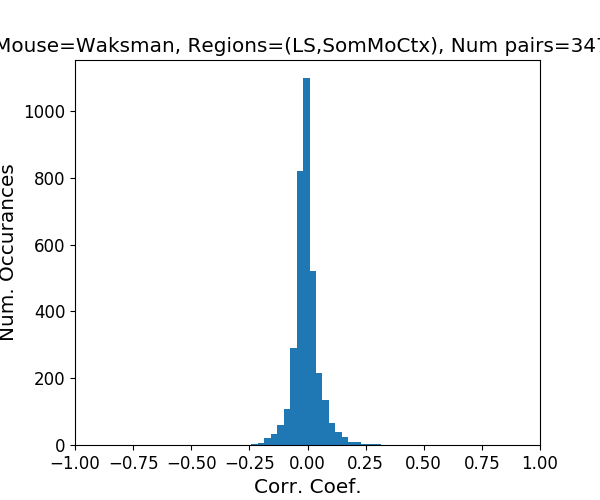 Mouse=Waksman, Regions=(LS,SomMoCtx), Num pairs=347
1000
800
600
400
200
0
Num. Occurances
−1.00 −0.75 −0.50 −0.25 0.00 0.25 0.50 0.75 1.00
Corr. Coef.